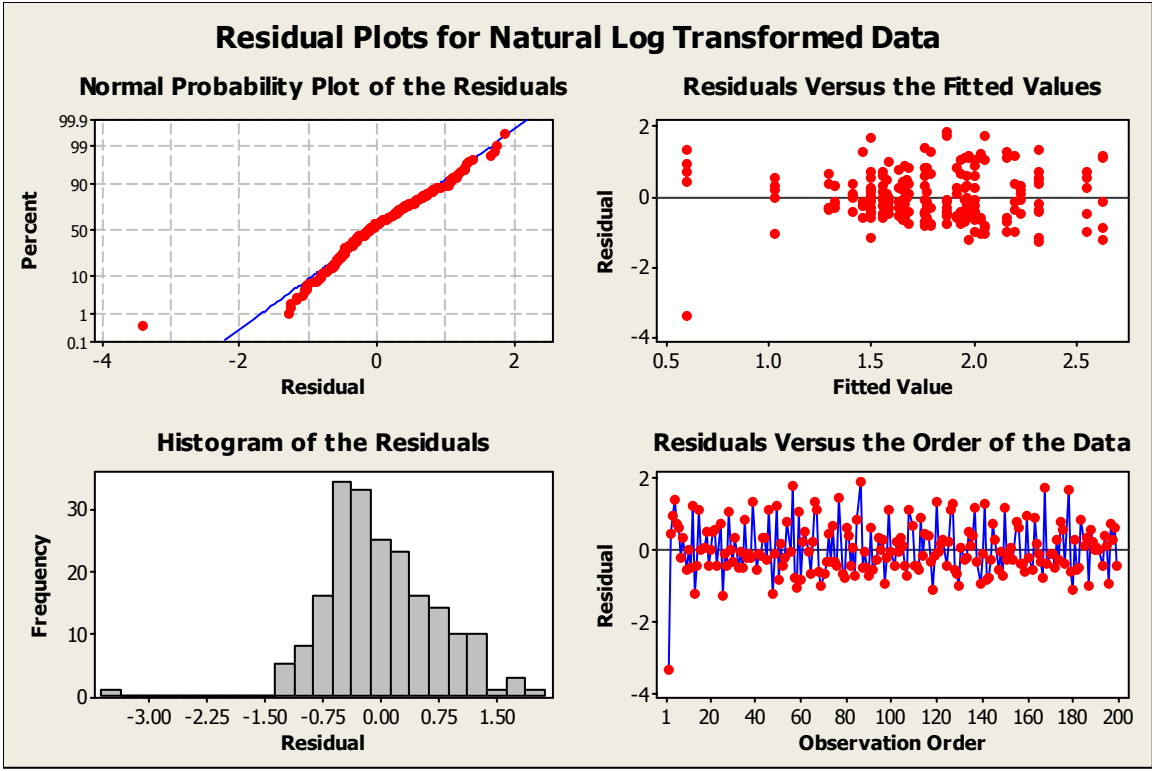 Residual Plots for Natural Log Transformed Data
Normal Probability Plot of the Residuals
99.9
99
90
50
10
1
0.1
Percent
-4 -2 0 2
Residual
Residuals Versus the Fitted Values
2
0
-2
-4
Residual
0.5 1.0 1.5 2.0 2.5
Fitted Value
Histogram of the Residuals
30
20
10
0
Frequency
-3.00 -2.25 -1.50 -0.75 0.00 0.75 1.50
Residual
Residuals Versus the Order of the Data
2
0
-2
-4
Residual
1 20 40 60 80 100 120 140 160 180 200
Observation Order